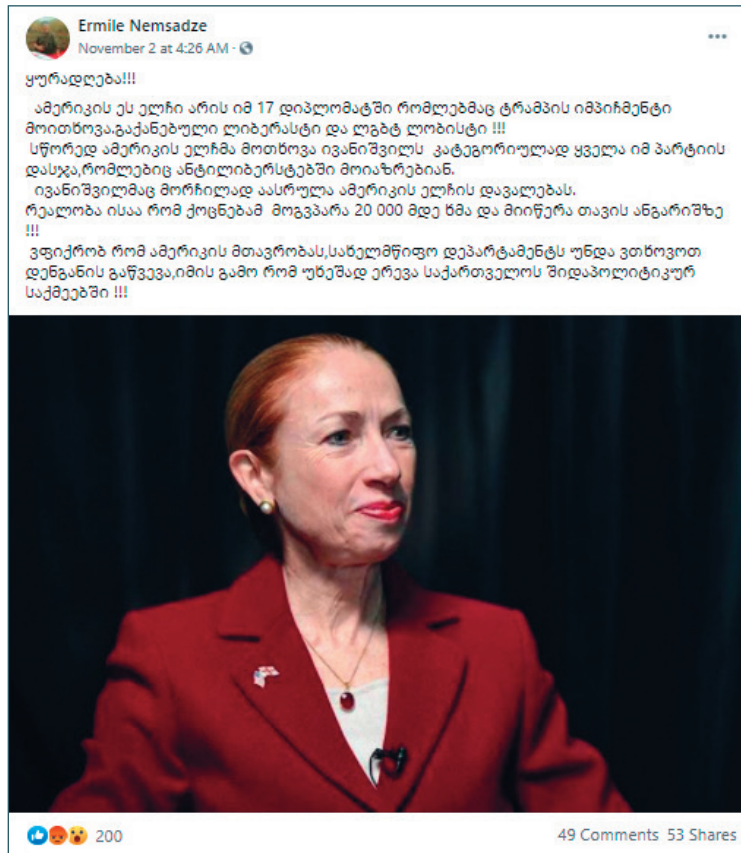 Ermile Nemsadze
November 2 at 4:26 AM ·
ყურადღება!!!
ამერიკის ეს ელჩი არის იმ 17 დიპლომატში რომლებმაც ტრამპის იმპიჩმენტი
მოითხოვა.გაქანებული ლიბერასტი და ლგბტ ლობისტი !!!
სწორედ ამერიკის ელჩმა მოთხოვა ივანიშვილს კატეგორიულად ყველა იმ პარტიის
დასჯა,რომლებიც ანტილიბერსტებში მოიაზრებიან.
ივანიშვილმაც მორჩილად აასრულა ამერიკის ელჩის დავალებას.
რეალობა ისაა რომ ქოცნებამ მოგვპარა 20 000 მდე ხმა და მიიწერა თავის ანგარიშზე
!!!
ვფიქრობ რომ ამერიკის მთავრობას,სახელმწიფო დეპარტამენტს უნდა ვთხოვოთ
დენგანის გაწვევა,იმის გამო რომ უხეშად ერევა საქართველოს შიდაპოლიტიკურ
საქმეებში !!!
200
49 Comments 53 Shares